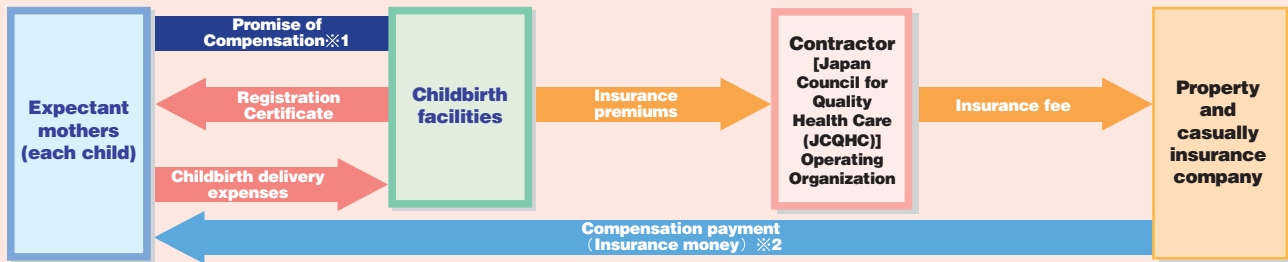 Promise of
Compensation※1
Expectant
mothers
(each child)
Registration
Certificate
Childbirth delivery
expenses
Childbirth
facilities
Insurance
premiums
Contractor
[Japan
Council for
Quality
Health Care
(JCQHC)]
Operating
Organization
Insurance fee
Property
and
casually
insurance
company
Compensation payment
（Insurance money）※2